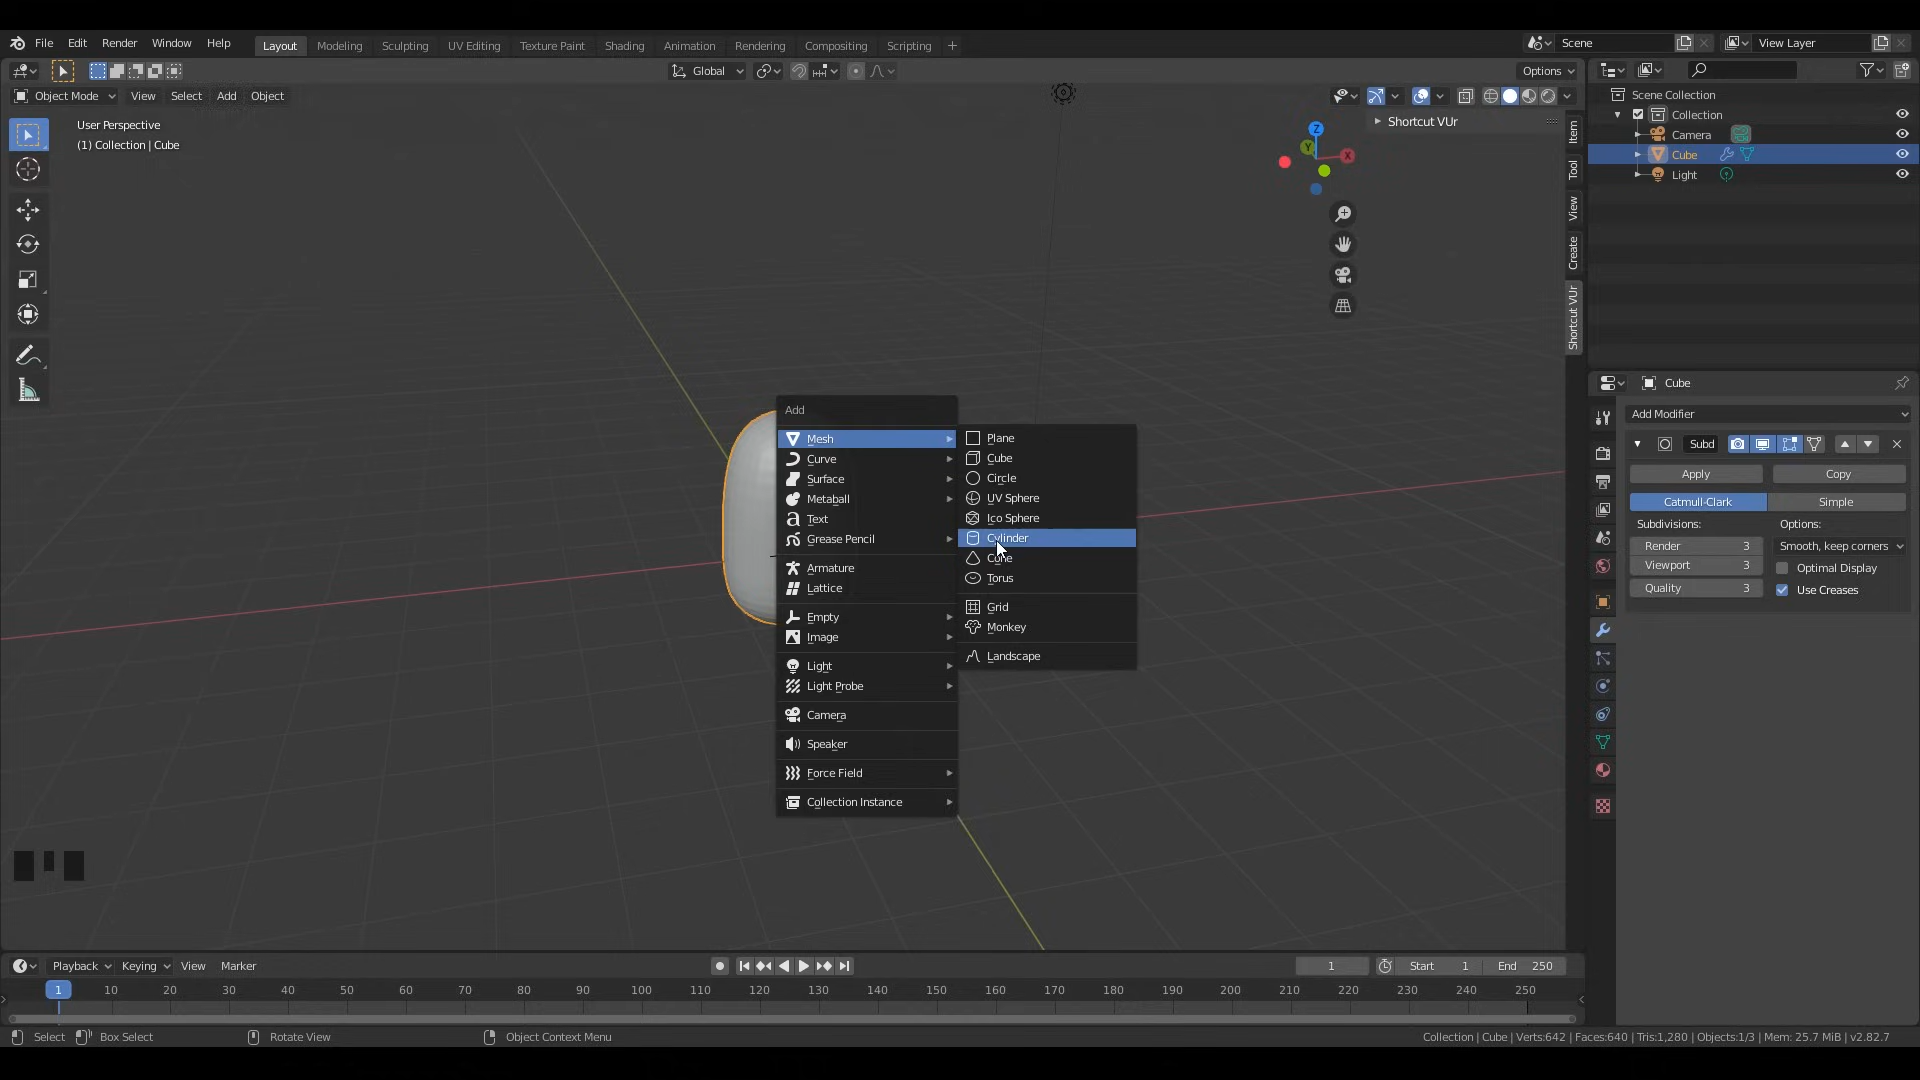 File Edit Render Window Help Layout Modeling Sculpting UV Editing Texture Paint Shading Animation Rendering Compositing Scripting + Scene View Layer
Global Options
Object Mode View Select Add Object
User Perspective
(1) Collection | Cube
Shortcut VUr
Z
Y
X
Item
Tool
View
Create
Shortcut VUr
Scene Collection
Collection
Camera
Cube
Light
Cube
Add Modifier
Subd
Apply Copy
Catmull-Clark Simple
Subdivisions: Options:
Render 3 Smooth, keep corners
Viewport 3 Optimal Display
Quality 3 Use Creases
Add
Mesh
Curve
Surface
Metaball
Text
Grease Pencil
Armature
Lattice
Empty
Image
Light
Light Probe
Camera
Speaker
Force Field
Collection Instance
Plane
Cube
Circle
UV Sphere
Ico Sphere
Cylinder
Cone
Torus
Grid
Monkey
Landscape
Playback Keying View Marker 1 Start 1 End 250
1 10 20 30 40 50 60 70 80 90 100 110 120 130 140 150 160 170 180 190 200 210 220 230 240 250
Select Box Select Rotate View Object Context Menu Collection | Cube | Verts:642 | Faces:640 | Tris:1,280 | Objects:1/3 | Mem: 25.7 MiB | v2.82.7